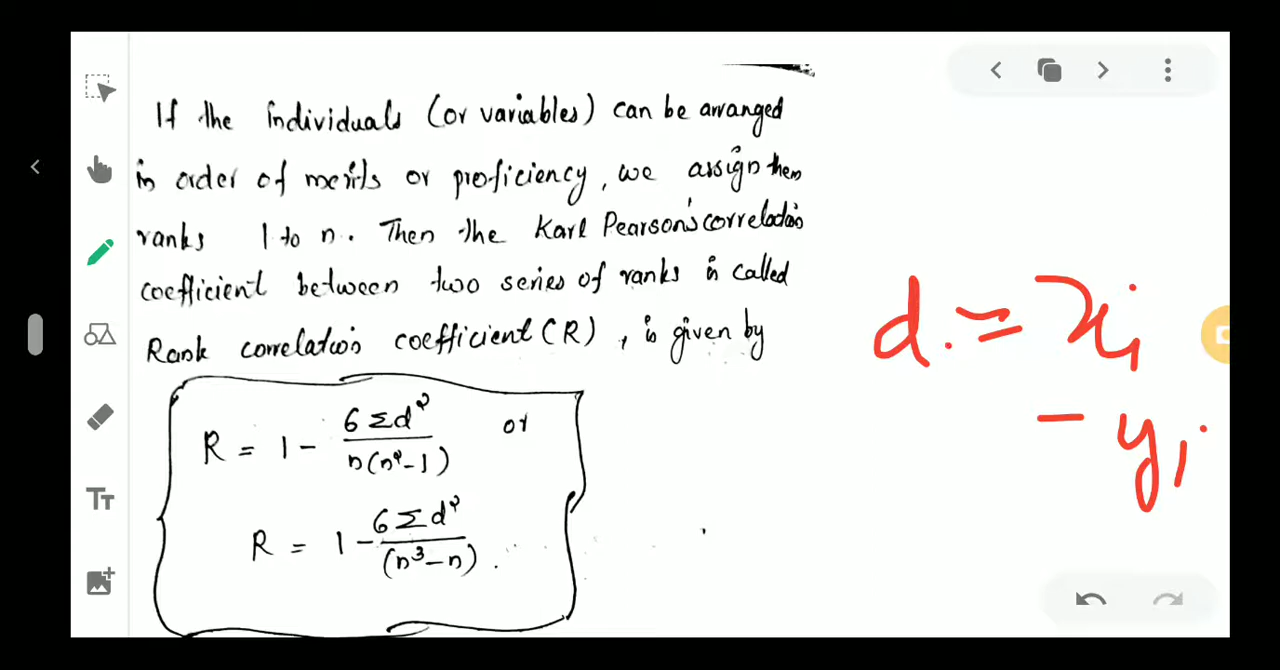 If the individuals (or variables) can be arranged
in order of merits or proficiency, we assign them
ranks 1 to n. Then the Karl Pearson's correlation
coefficient between two series of ranks is called
Rank correlation coefficient (R), is given by
R = 1 - 6Σd²/n(n²-1) or
R = 1 - 6Σd²/(n³-n).
d. = xi
- yi
TT